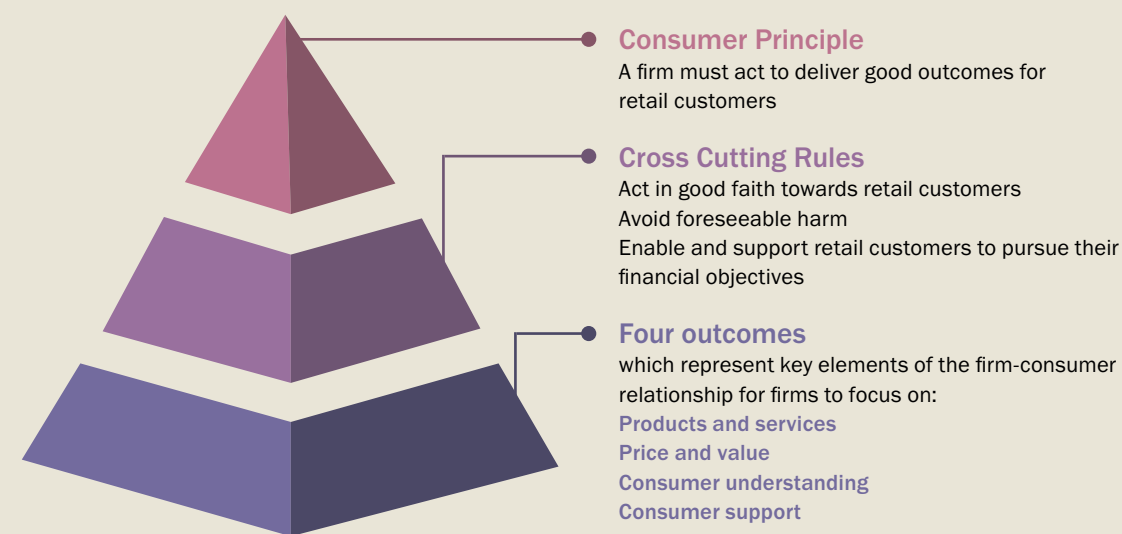 Consumer Principle
A firm must act to deliver good outcomes for
retail customers
Cross Cutting Rules
Act in good faith towards retail customers
Avoid foreseeable harm
Enable and support retail customers to pursue their
financial objectives
Four outcomes
which represent key elements of the firm-consumer
relationship for firms to focus on:
Products and services
Price and value
Consumer understanding
Consumer support